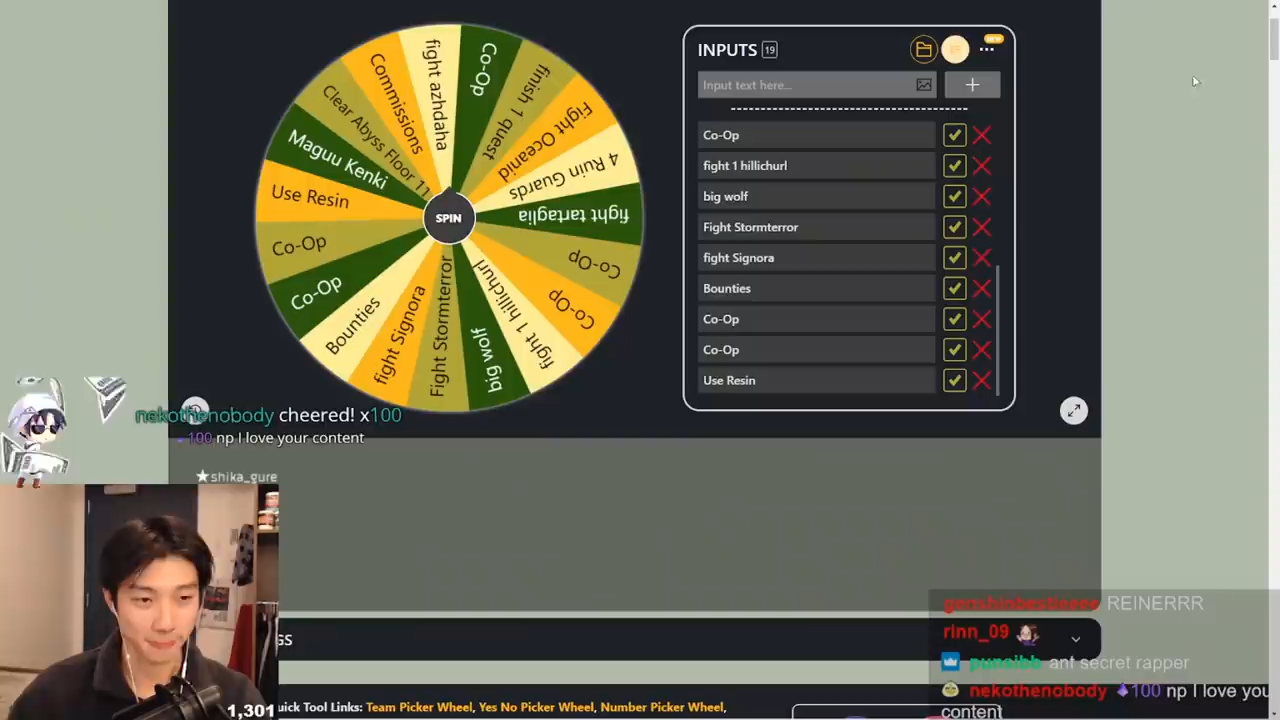 Co-Op
finish 1 quest
Fight Oceanid
4 Ruin Guards
fight tartaglia
Co-Op
Co-Op
fight 1 hillichurl
big wolf
Fight Stormterror
fight Signora
Bounties
Co-Op
Co-Op
Use Resin
Maguu Kenki
Clear Abyss Floor 11
Commissions
fight azhdaha
SPIN
INPUTS 19
NEW
Input text here...
+
Co-Op
fight 1 hillichurl
big wolf
Fight Stormterror
fight Signora
Bounties
Co-Op
Co-Op
Use Resin
nekothenobody cheered! x100
100 np I love your content
★shika_gure
GS
uick Tool Links: Team Picker Wheel, Yes No Picker Wheel, Number Picker Wheel,
1,301
genshinbestieeee REINERRR
rinn_09
punsibb ant secret rapper
nekothenobody 100 np I love you
content